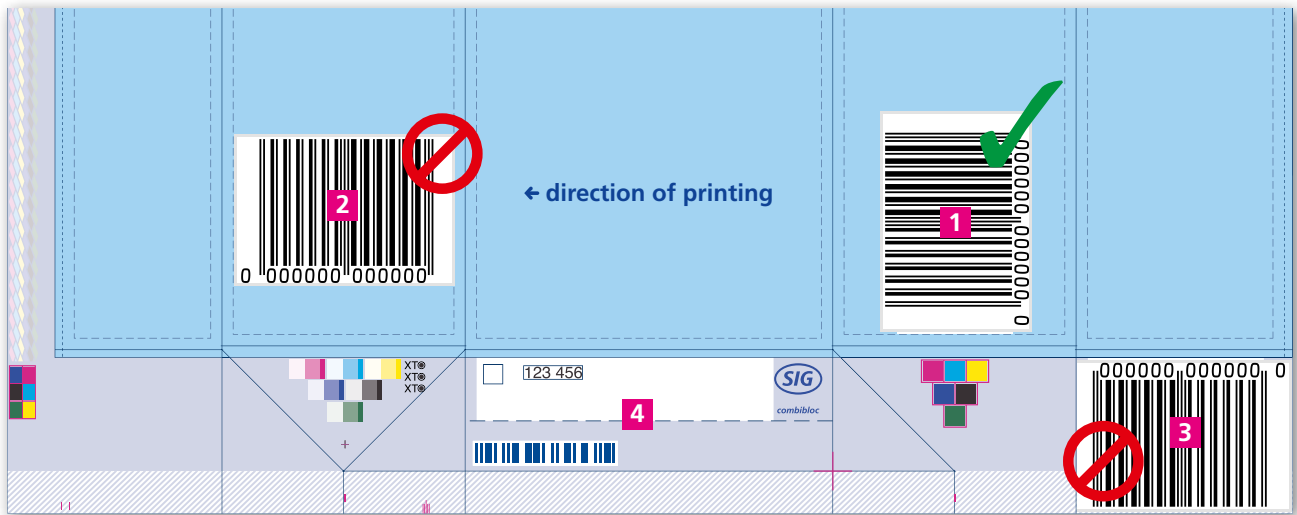 2
0 000000 000000
← direction of printing
1
0 000000 000000
XT
XT
XT
123 456
SIG
combibloc
4
000000 000000 0
3